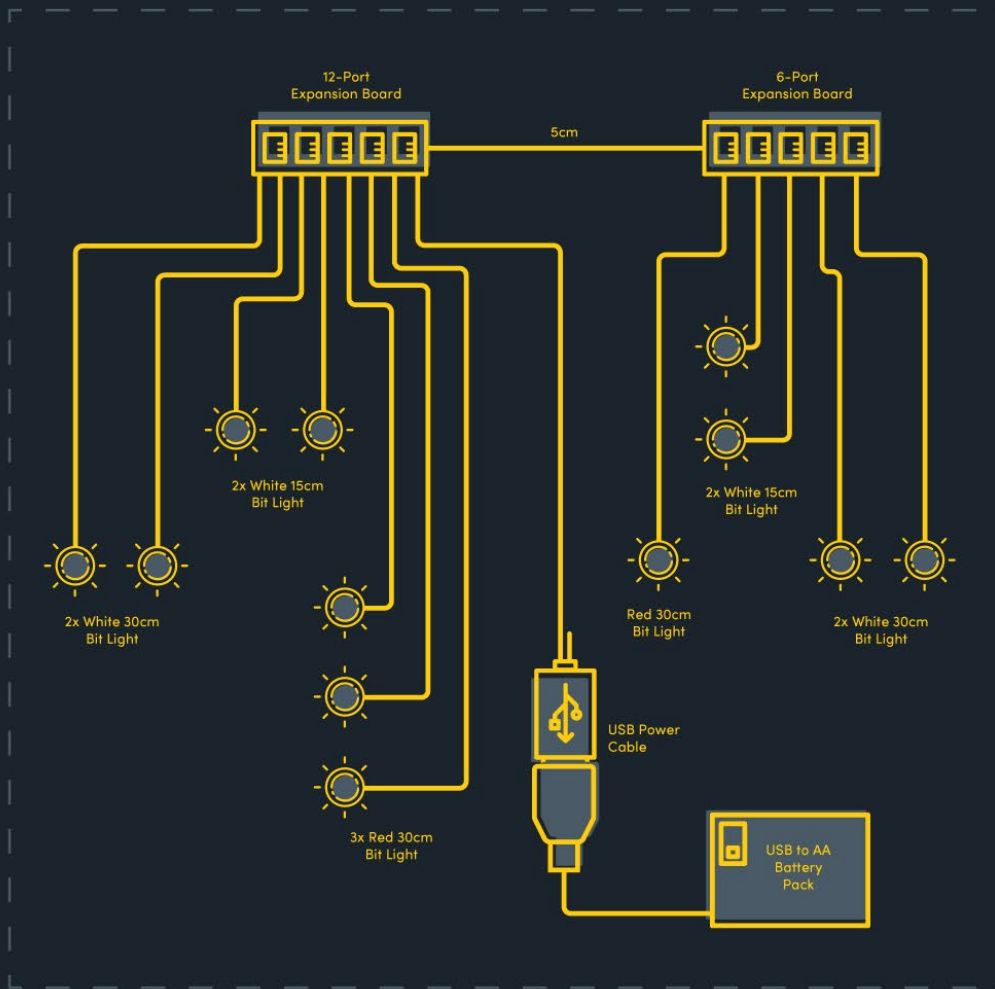 12-Port
Expansion Board
6-Port
Expansion Board
5cm
2x White 15cm
Bit Light
2x White 15cm
Bit Light
2x White 30cm
Bit Light
Red 30cm
Bit Light
2x White 30cm
Bit Light
USB Power
Cable
3x Red 30cm
Bit Light
USB to AA
Battery
Pack